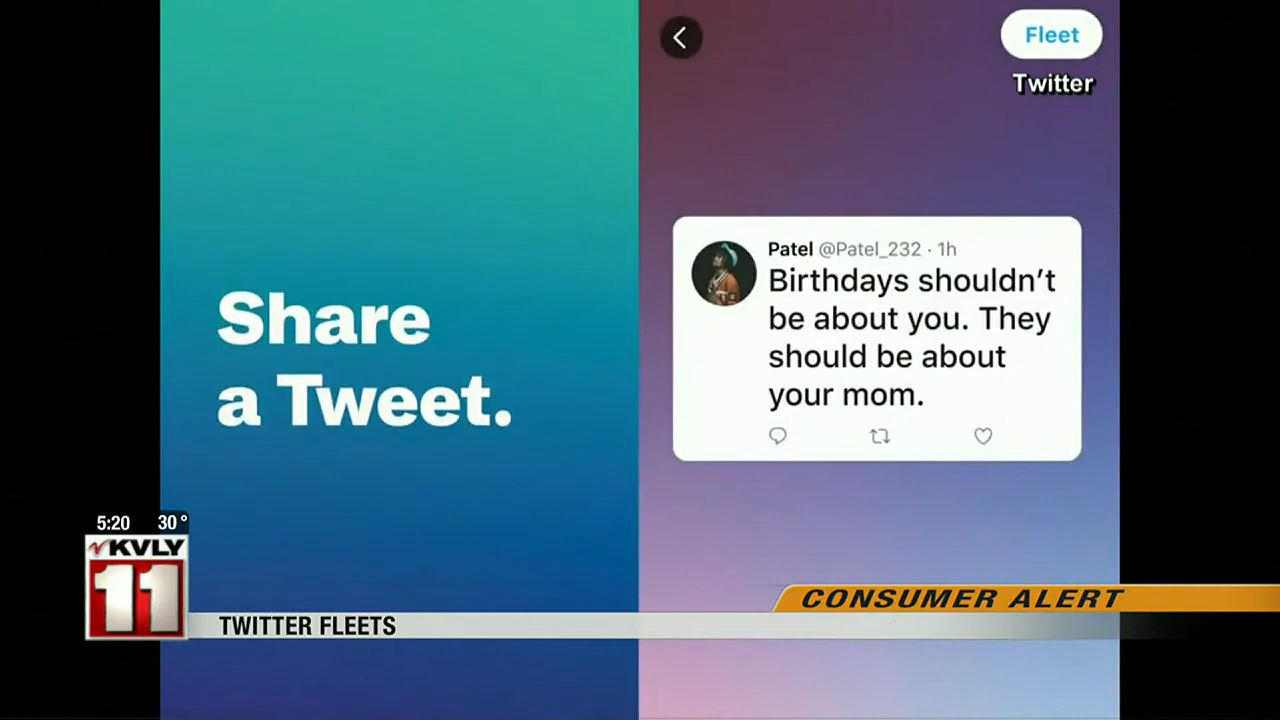 Fleet
Twitter
Share
a Tweet.
Patel @Patel_232 · 1h
Birthdays shouldn't
be about you. They
should be about
your mom.
5:20 30°
KVLY
11
CONSUMER ALERT
TWITTER FLEETS